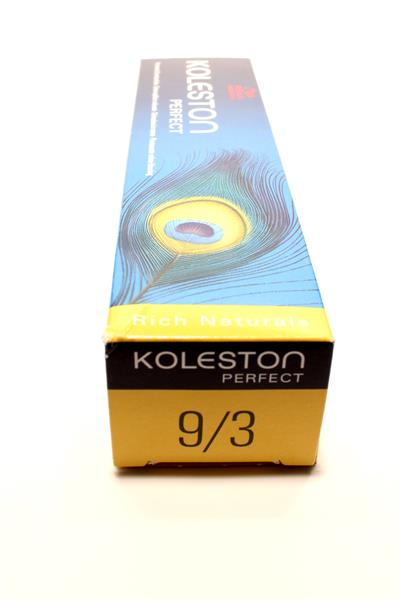 KOLESTON
PERFECT
Rich Naturals
KOLESTON
PERFECT
9/3